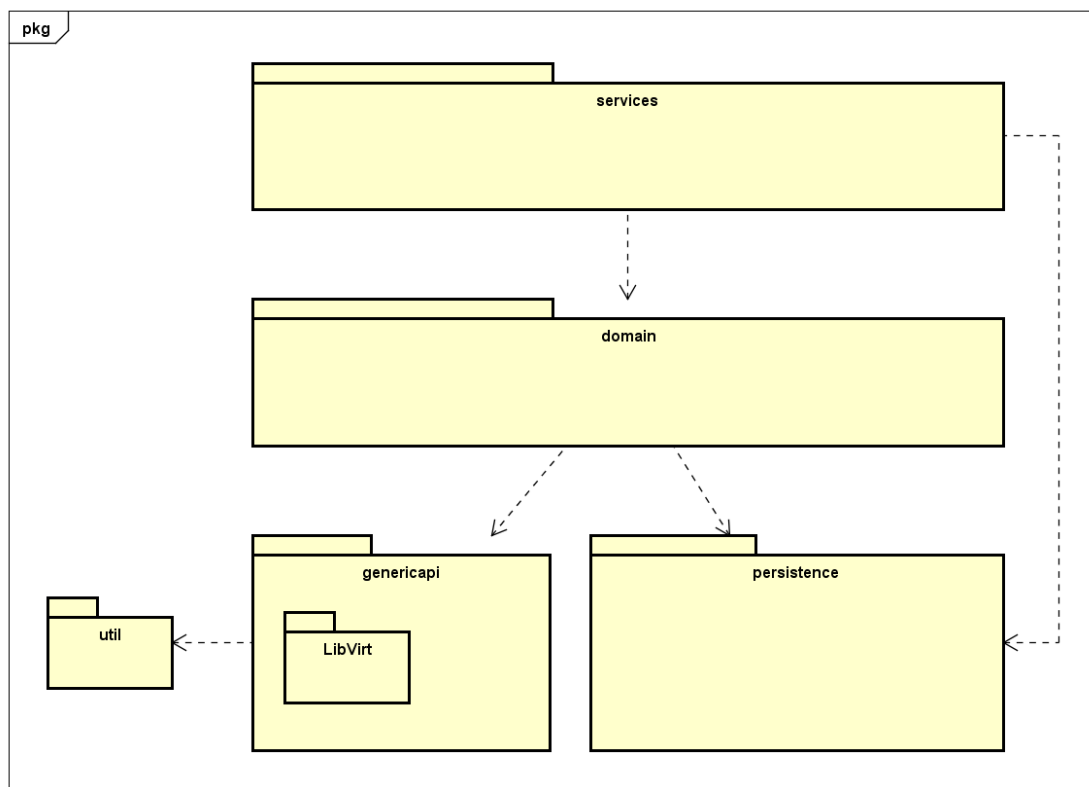 pkg
services
domain
genericapi
persistence
util
LibVirt